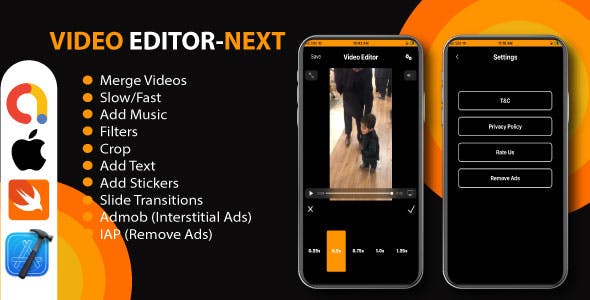 VIDEO EDITOR-NEXT
Merge Videos
Slow/Fast
Add Music
Filters
Crop
Add Text
Add Stickers
Slide Transitions
Admob (Interstitial Ads)
IAP (Remove Ads)
Save
Video Editor
0.25x
0.5x
0.75x
1.0x
1.25x
Settings
T&C
Privacy Policy
Rate Us
Remove Ads